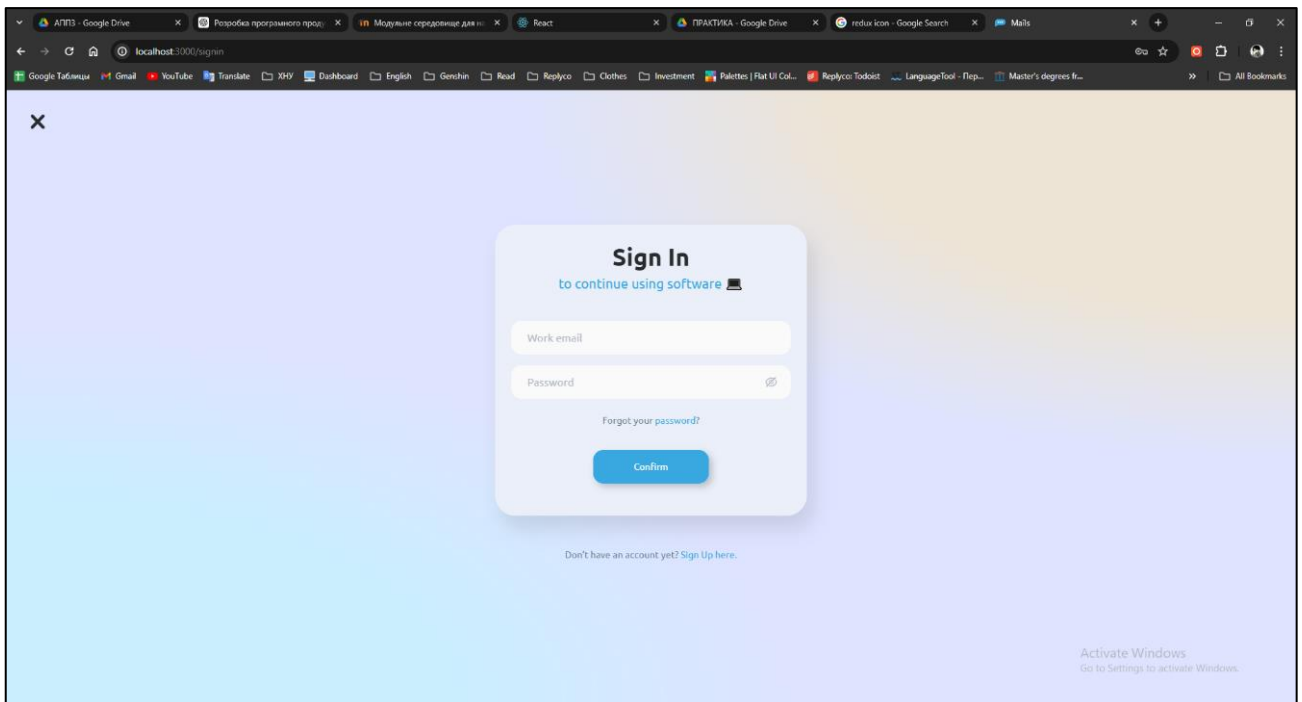 АППЗ - Google Drive
Розробка програмного проду
Модульне середовище для н
React
ПРАКТИКА - Google Drive
redux icon - Google Search
Mails
localhost:3000/signin
Google Таблицы
Gmail
YouTube
Translate
ХНУ
Dashboard
English
Genshin
Read
Replyco
Clothes
Investment
Palettes | Flat UI Col...
Replyco: Todoist
LanguageTool - Пер...
Master's degrees fr...
All Bookmarks
Sign In
to continue using software
Work email
Password
Forgot your password?
Confirm
Don't have an account yet? Sign Up here.
Activate Windows
Go to Settings to activate Windows.